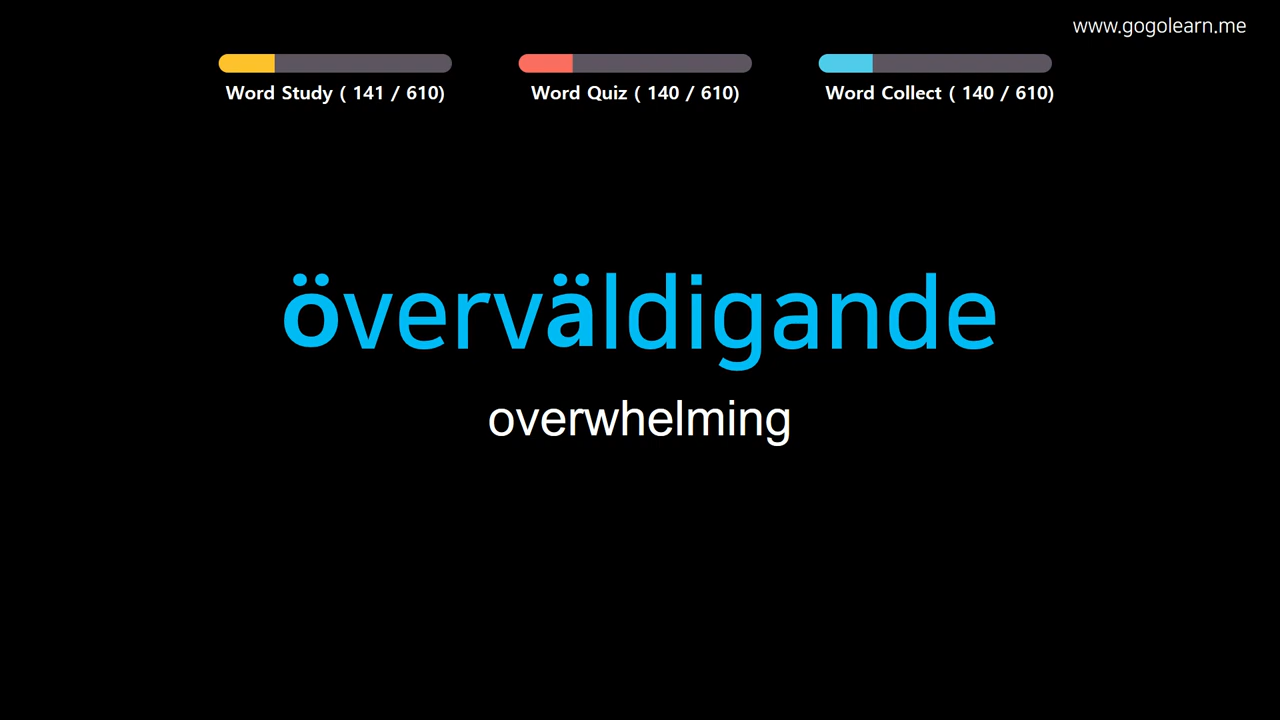 www.gogolearn.me
Word Study ( 141 / 610)
Word Quiz ( 140 / 610)
Word Collect ( 140 / 610)
överväldigande
overwhelming